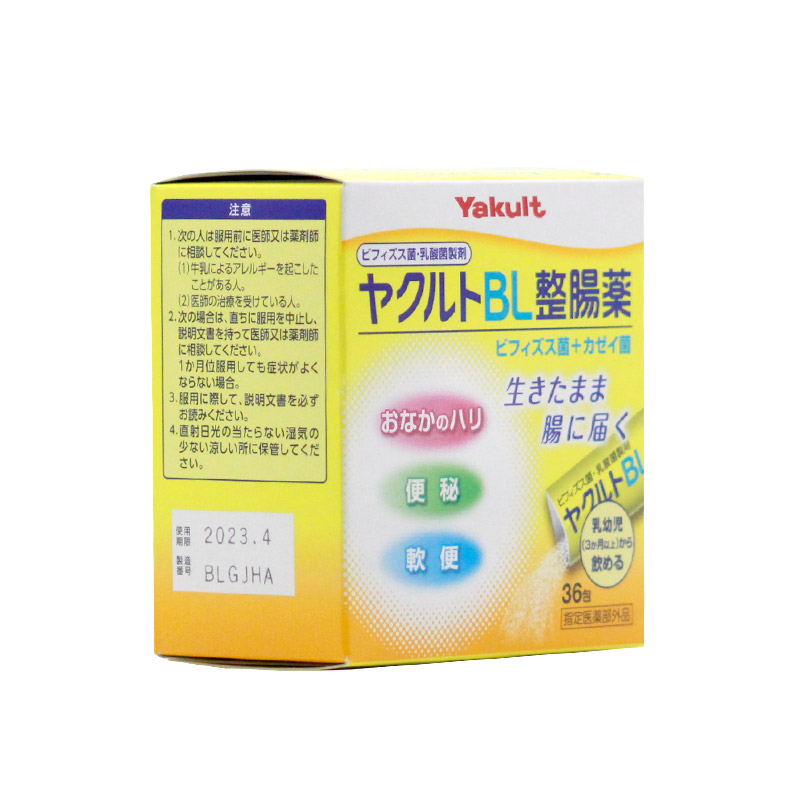 注意
1.次の人は服用前に医師又は薬剤師
に相談してください。
(1)牛乳によるアレルギーを起こした
ことがある人。
(2)医師の治療を受けている人。
2.次の場合は、直ちに服用を中止し、
説明文書を持って医師又は薬剤師
に相談してください。
1か月位服用しても症状がよく
ならない場合。
3.服用に際して、説明文書を必ず
お読みください。
4.直射日光の当たらない湿気の
少ない涼しい所に保管してくだ
さい。
使用
期限
2023.4
製造
番号
BLGJHA
Yakult
ビフィズス菌・乳酸菌製剤
ヤクルトBL整腸薬
ビフィズス菌+カゼイ菌
生きたまま
腸に届く
おなかのハリ
便秘
軟便
ビフィズス菌・乳酸菌製剤
ヤクルトBL
乳幼児
(3か月以上)から
飲める
36包
指定医薬部外品